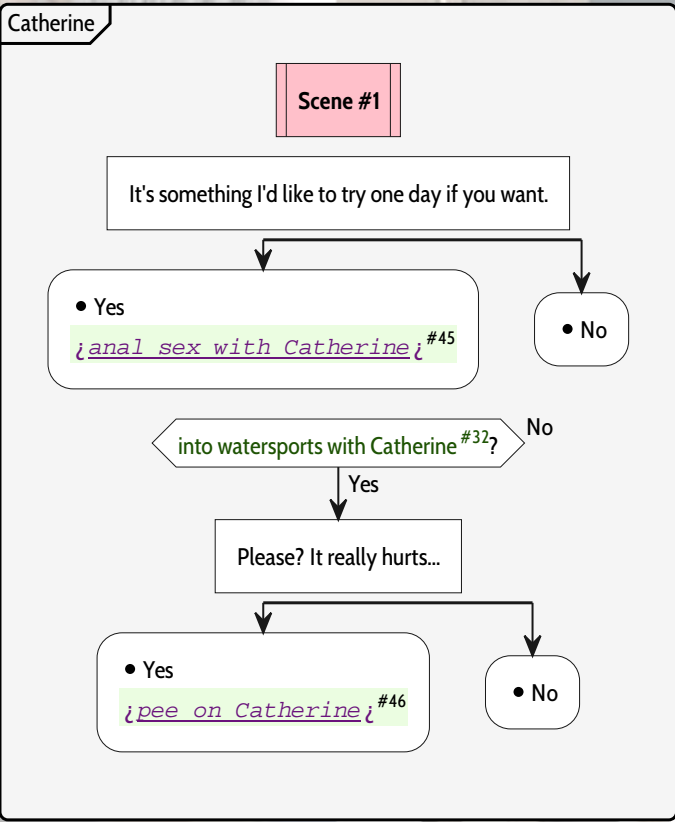 Catherine
Scene #1
It's something I'd like to try one day if you want.
• Yes
¿anal sex with Catherine¿ #45
• No
into watersports with Catherine #32?
No
Yes
Please? It really hurts...
• Yes
¿pee on Catherine¿ #46
• No